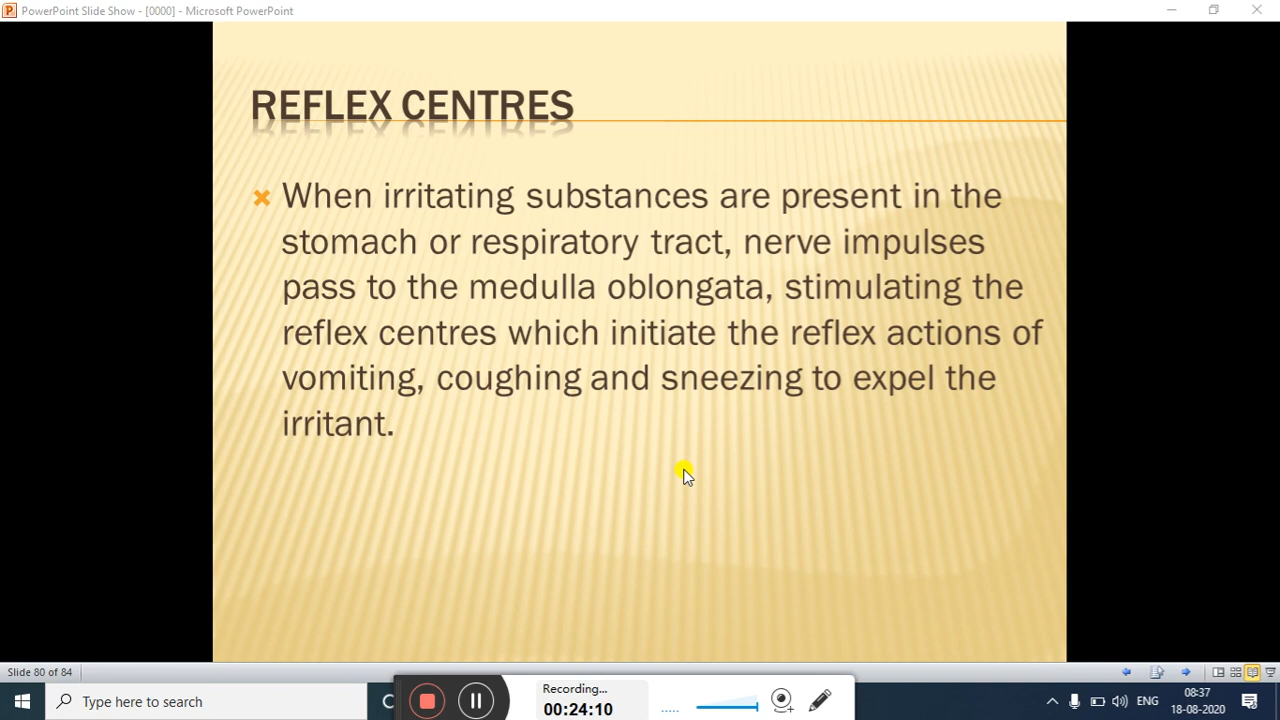 PowerPoint Slide Show - [0000] - Microsoft PowerPoint
REFLEX CENTRES
When irritating substances are present in the
stomach or respiratory tract, nerve impulses
pass to the medulla oblongata, stimulating the
reflex centres which initiate the reflex actions of
vomiting, coughing and sneezing to expel the
irritant.
Slide 80 of 84
Type here to search
Recording...
00:24:10
ENG
08:37
18-08-2020